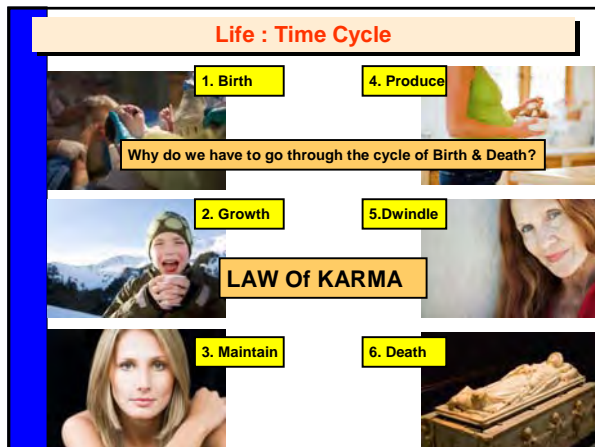 Life : Time Cycle
1. Birth
4. Produce
Why do we have to go through the cycle of Birth & Death?
2. Growth
5.Dwindle
LAW Of KARMA
3. Maintain
6. Death